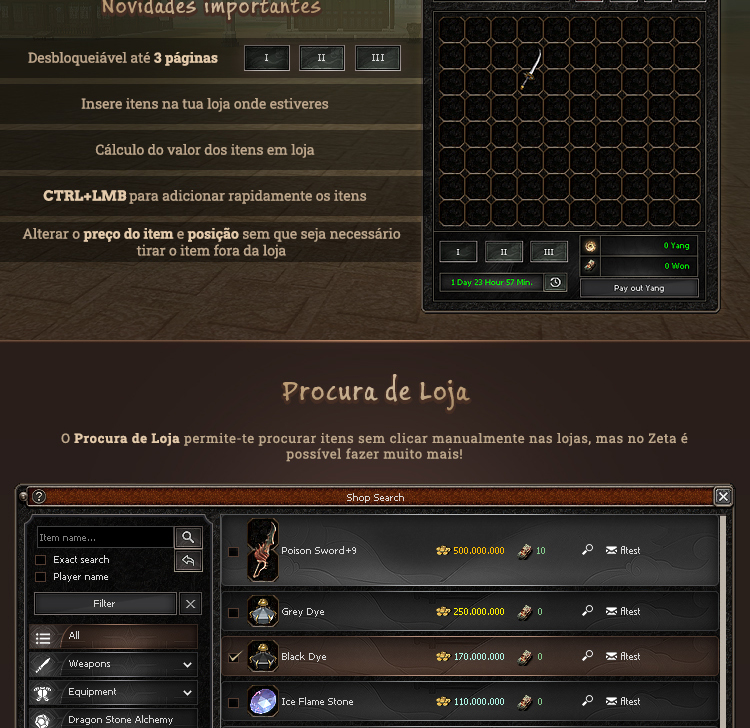 Novidades importantes
Desbloqueiável até 3 páginas
I
II
III
Insere itens na tua loja onde estiveres
Cálculo do valor dos itens em loja
CTRL+LMB para adicionar rapidamente os itens
Alterar o preço do item e posição sem que seja necessário
tirar o item fora da loja
I
II
III
0 Yang
0 Won
1 Day 23 Hour 57 Min.
Pay out Yang
Procura de Loja
O Procura de Loja permite-te procurar itens sem clicar manualmente nas lojas, mas no Zeta é
possível fazer muito mais!
?
Shop Search
Item name...
Exact search
Player name
Filter
All
Weapons
Equipment
Dragon Stone Alchemy
Poison Sword+9
500.000.000
10
fltest
Grey Dye
250.000.000
0
fltest
Black Dye
170.000.000
0
fltest
Ice Flame Stone
110.000.000
0
fltest